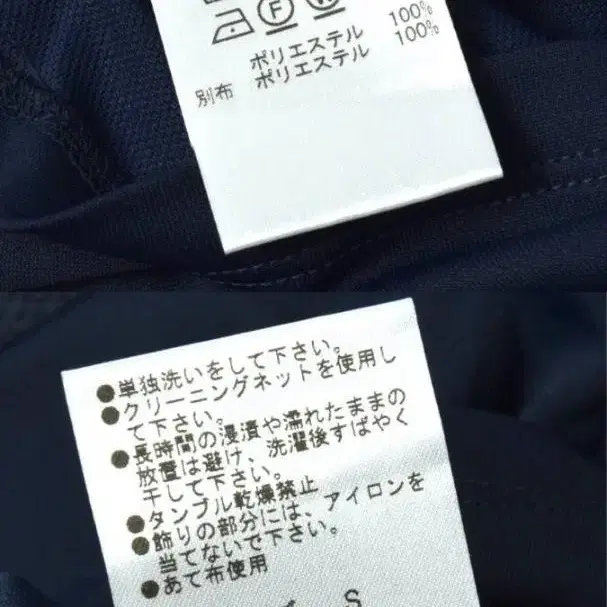 F
ポリエステル 100%
別布 ポリエステル 100%
●単独洗いをして下さい。
●クリーニングネットを使用し
て下さい。
●長時間の浸漬や濡れたままの
放置は避け、洗濯後すばやく
干して下さい。
●タンブル乾燥禁止
●飾りの部分には、アイロンを
当てないで下さい。
●あて布使用
S